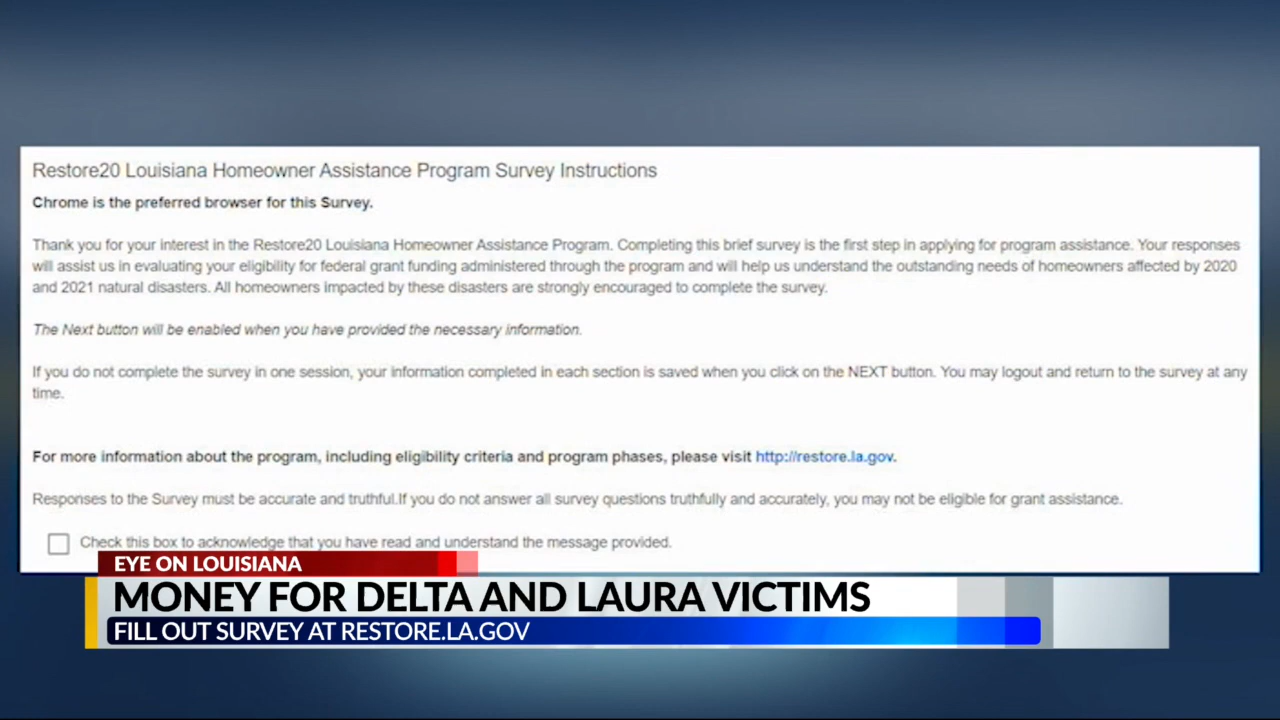 Restore20 Louisiana Homeowner Assistance Program Survey Instructions
Chrome is the preferred browser for this Survey.
Thank you for your interest in the Restore20 Louisiana Homeowner Assistance Program. Completing this brief survey is the first step in applying for program assistance. Your responses
will assist us in evaluating your eligibility for federal grant funding administered through the program and will help us understand the outstanding needs of homeowners affected by 2020
and 2021 natural disasters. All homeowners impacted by these disasters are strongly encouraged to complete the survey.
The Next button will be enabled when you have provided the necessary information.
If you do not complete the survey in one session, your information completed in each section is saved when you click on the NEXT button. You may logout and return to the survey at any
time.
For more information about the program, including eligibility criteria and program phases, please visit http://restore.la.gov.
Responses to the Survey must be accurate and truthful.If you do not answer all survey questions truthfully and accurately, you may not be eligible for grant assistance.
Check this box to acknowledge that you have read and understand the message provided.
EYE ON LOUISIANA
MONEY FOR DELTA AND LAURA VICTIMS
FILL OUT SURVEY AT RESTORE.LA.GOV